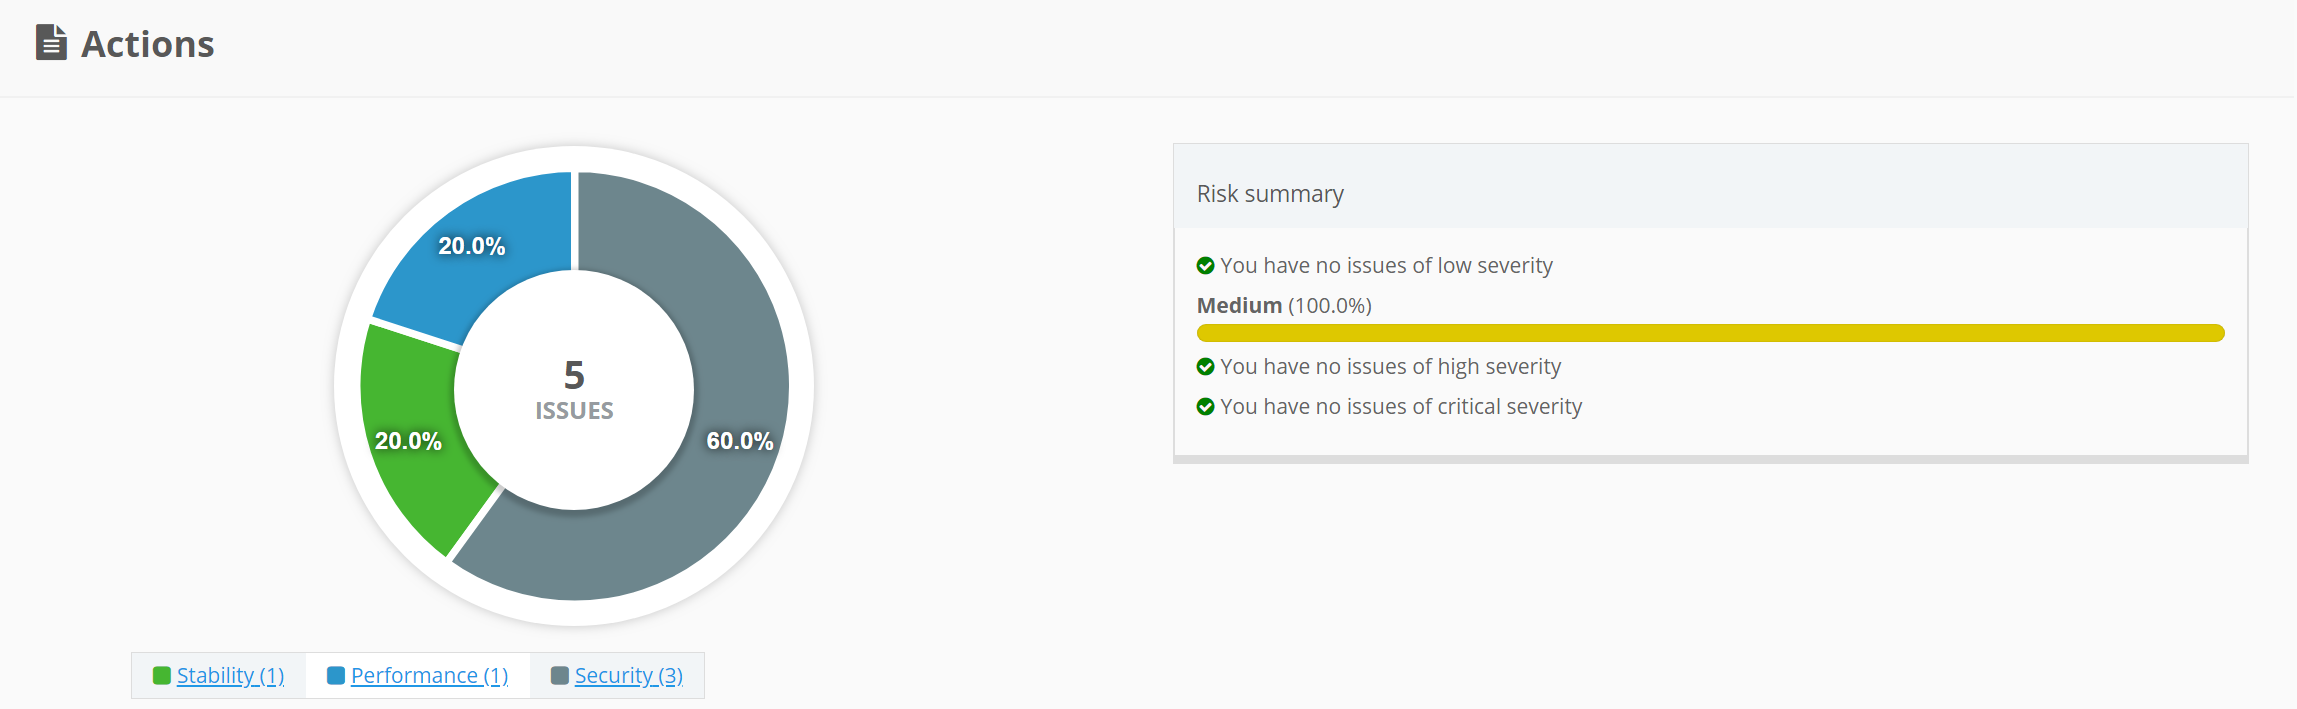 Actions
20.0%
20.0%
60.0%
5
ISSUES
Stability (1)
Performance (1)
Security (3)
Risk summary
You have no issues of low severity
Medium (100.0%)
You have no issues of high severity
You have no issues of critical severity